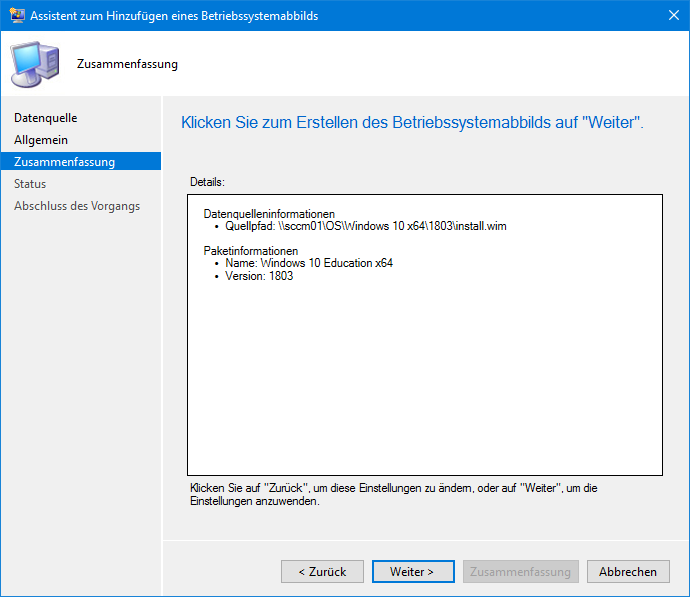 Assistent zum Hinzufügen eines Betriebssystemabbilds
Zusammenfassung
Datenquelle
Allgemein
Zusammenfassung
Status
Abschluss des Vorgangs
Klicken Sie zum Erstellen des Betriebssystemabbilds auf "Weiter".
Details:
Datenquelleninformationen
• Quellpfad: \\sccm01\OS\Windows 10 x64\1803\install.wim
Paketinformationen
• Name: Windows 10 Education x64
• Version: 1803
Klicken Sie auf "Zurück", um diese Einstellungen zu ändern, oder auf "Weiter", um die
Einstellungen anzuwenden.
< Zurück
Weiter >
Zusammenfassung
Abbrechen